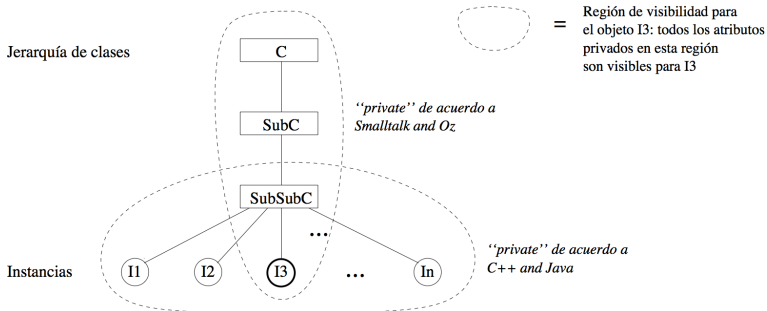 Región de visibilidad para
el objeto I3: todos los atributos
privados en esta región
son visibles para I3
=
Jerarquía de clases
C
‘‘private’’ de acuerdo a
Smalltalk and Oz
SubC
SubSubC
...
‘‘private’’ de acuerdo a
C++ and Java
Instancias
I1
I2
I3
...
In